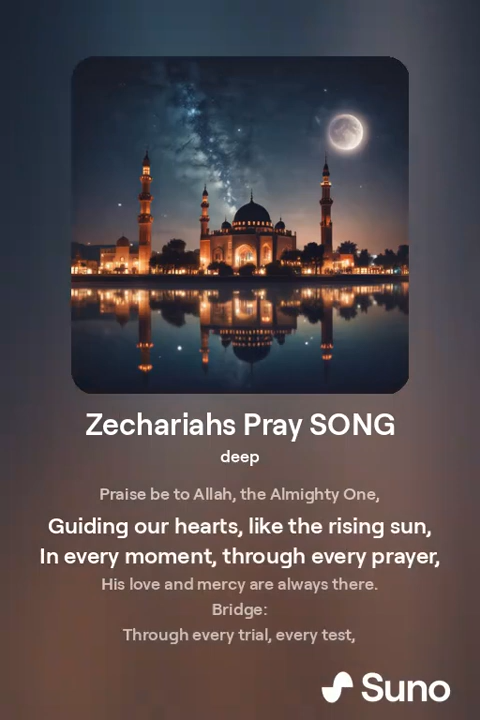 Zechariahs Pray SONG
deep
Praise be to Allah, the Almighty One,
Guiding our hearts, like the rising sun,
In every moment, through every prayer,
His love and mercy are always there.
Bridge:
Through every trial, every test,
Suno